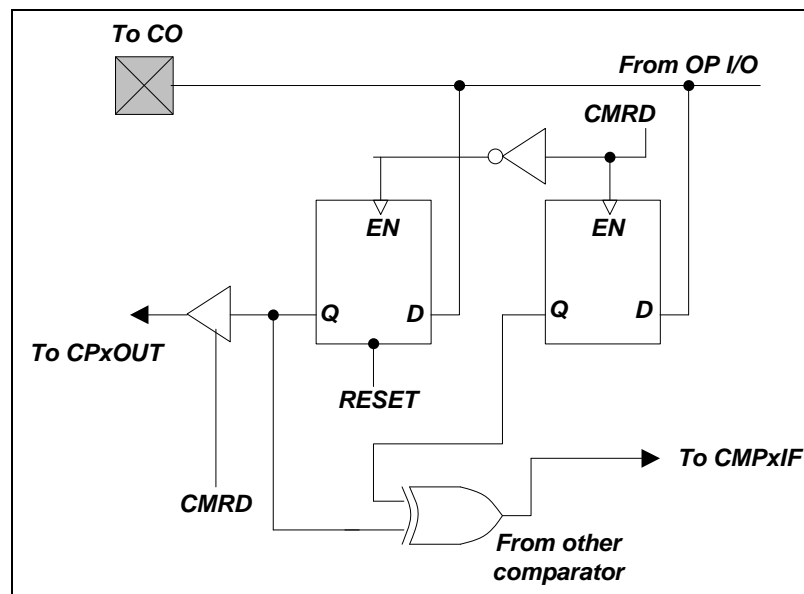 To CO
From OP I/O
CMRD
EN
EN
Q
D
Q
D
To CPxOUT
RESET
To CMPxIF
CMRD
From other
comparator